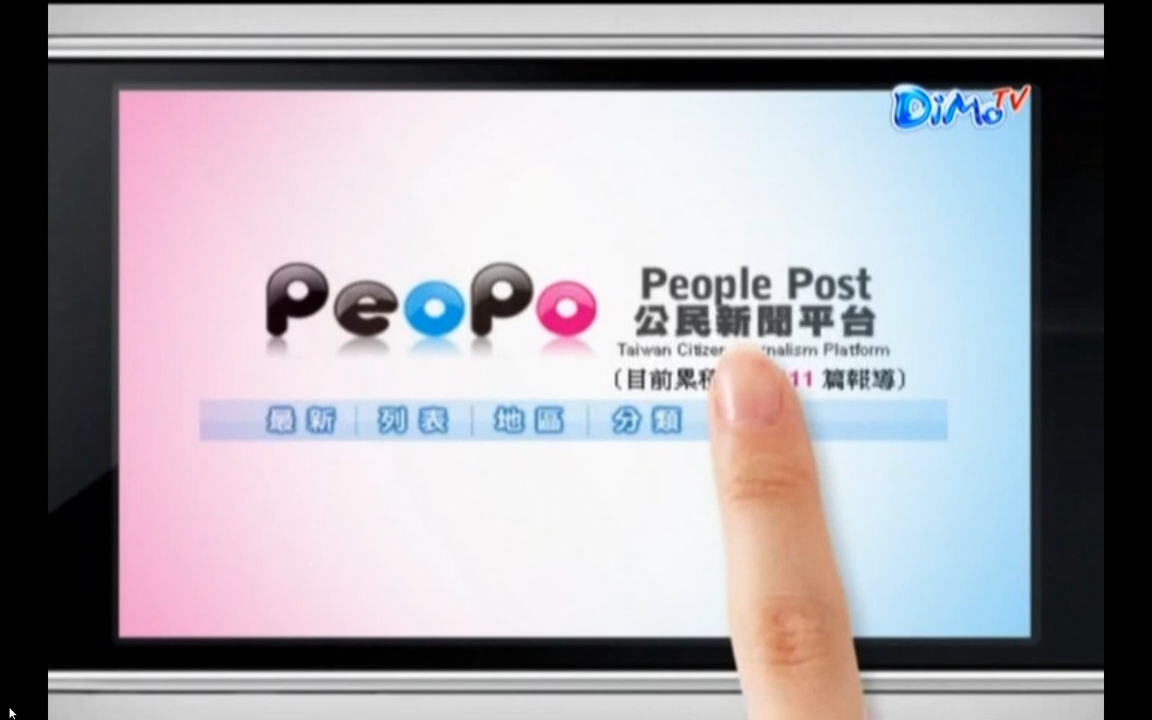 DiMo TV
PeoPo
People Post
公民新聞平台
Taiwan Citizen Journalism Platform
(目前累積 11 篇報導)
最新 列表 地區 分類